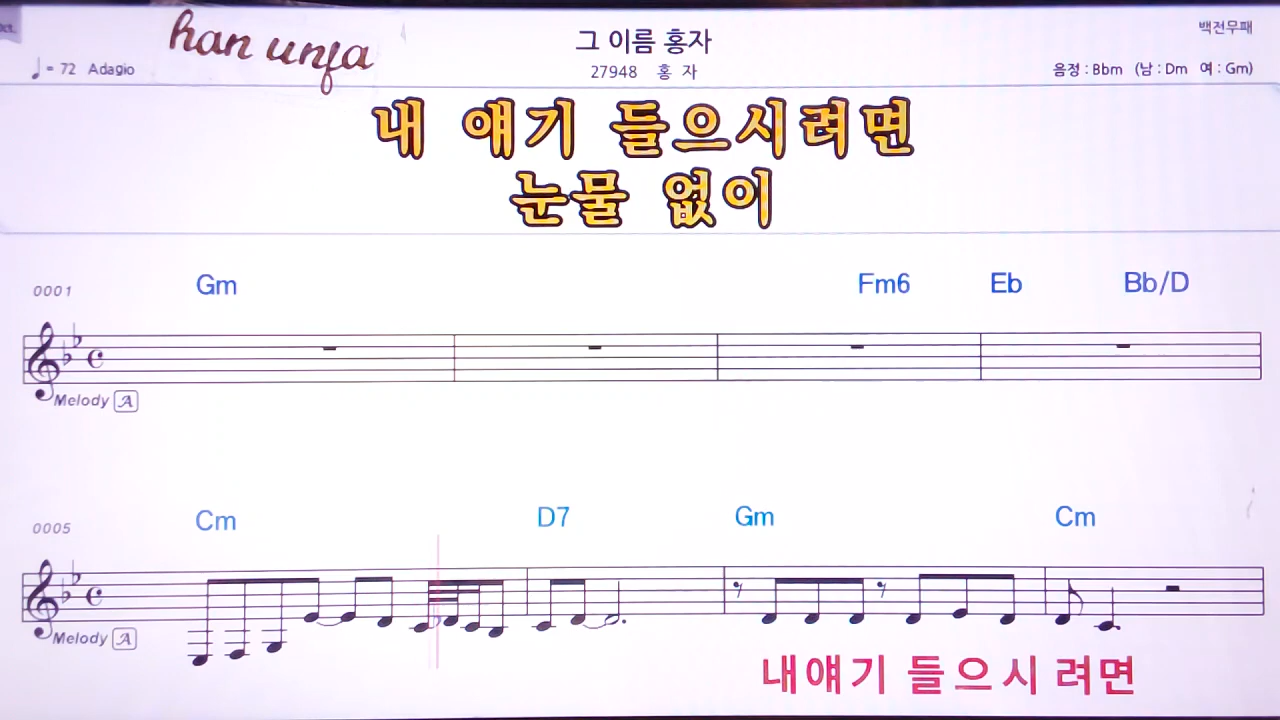 han unja
그 이름 홍자
백전무패
♩= 72 Adagio
27948 홍 자
음정 : Bbm (남 : Dm 여 : Gm)
내 얘기 들으시려면
눈물 없이
0001 Gm Fm6 Eb Bb/D
Melody A
0005 Cm D7 Gm Cm
Melody A
내얘기 들으시 려면